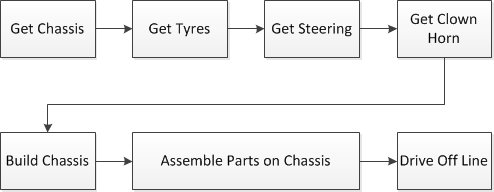 Get Chassis
Get Tyres
Get Steering
Get Clown
Horn
Build Chassis
Assemble Parts on Chassis
Drive Off Line